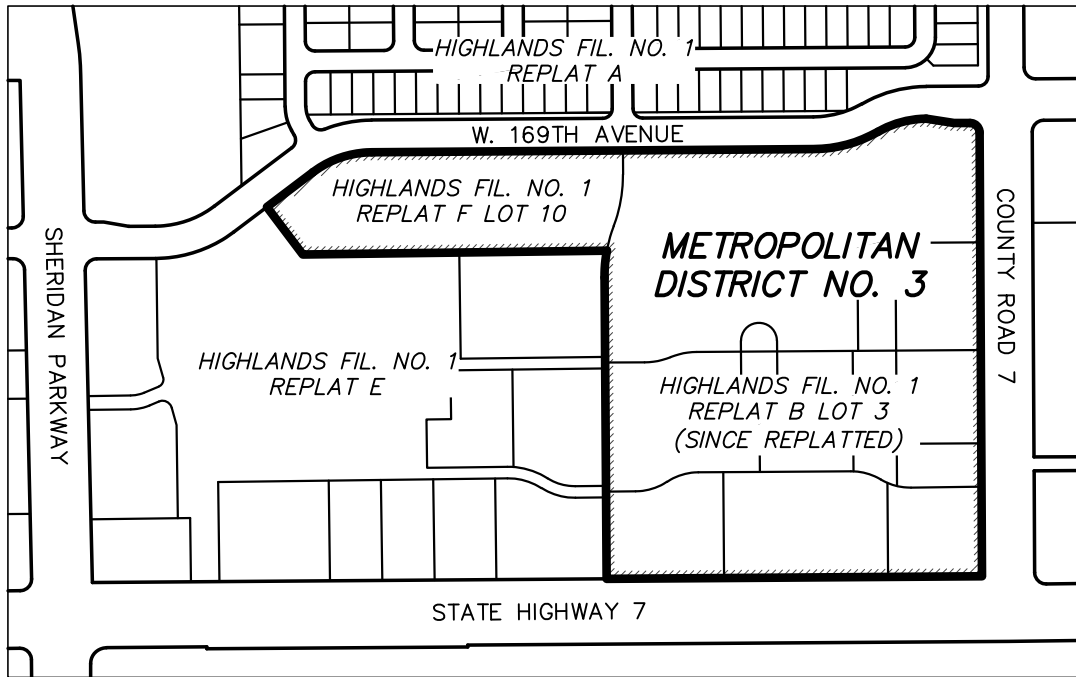 HIGHLANDS FIL. NO. 1
REPLAT A
W. 169TH AVENUE
HIGHLANDS FIL. NO. 1
REPLAT F LOT 10
METROPOLITAN
DISTRICT NO. 3
COUNTY ROAD 7
SHERIDAN PARKWAY
HIGHLANDS FIL. NO. 1
REPLAT E
HIGHLANDS FIL. NO. 1
REPLAT B LOT 3
(SINCE REPLATTED)
STATE HIGHWAY 7